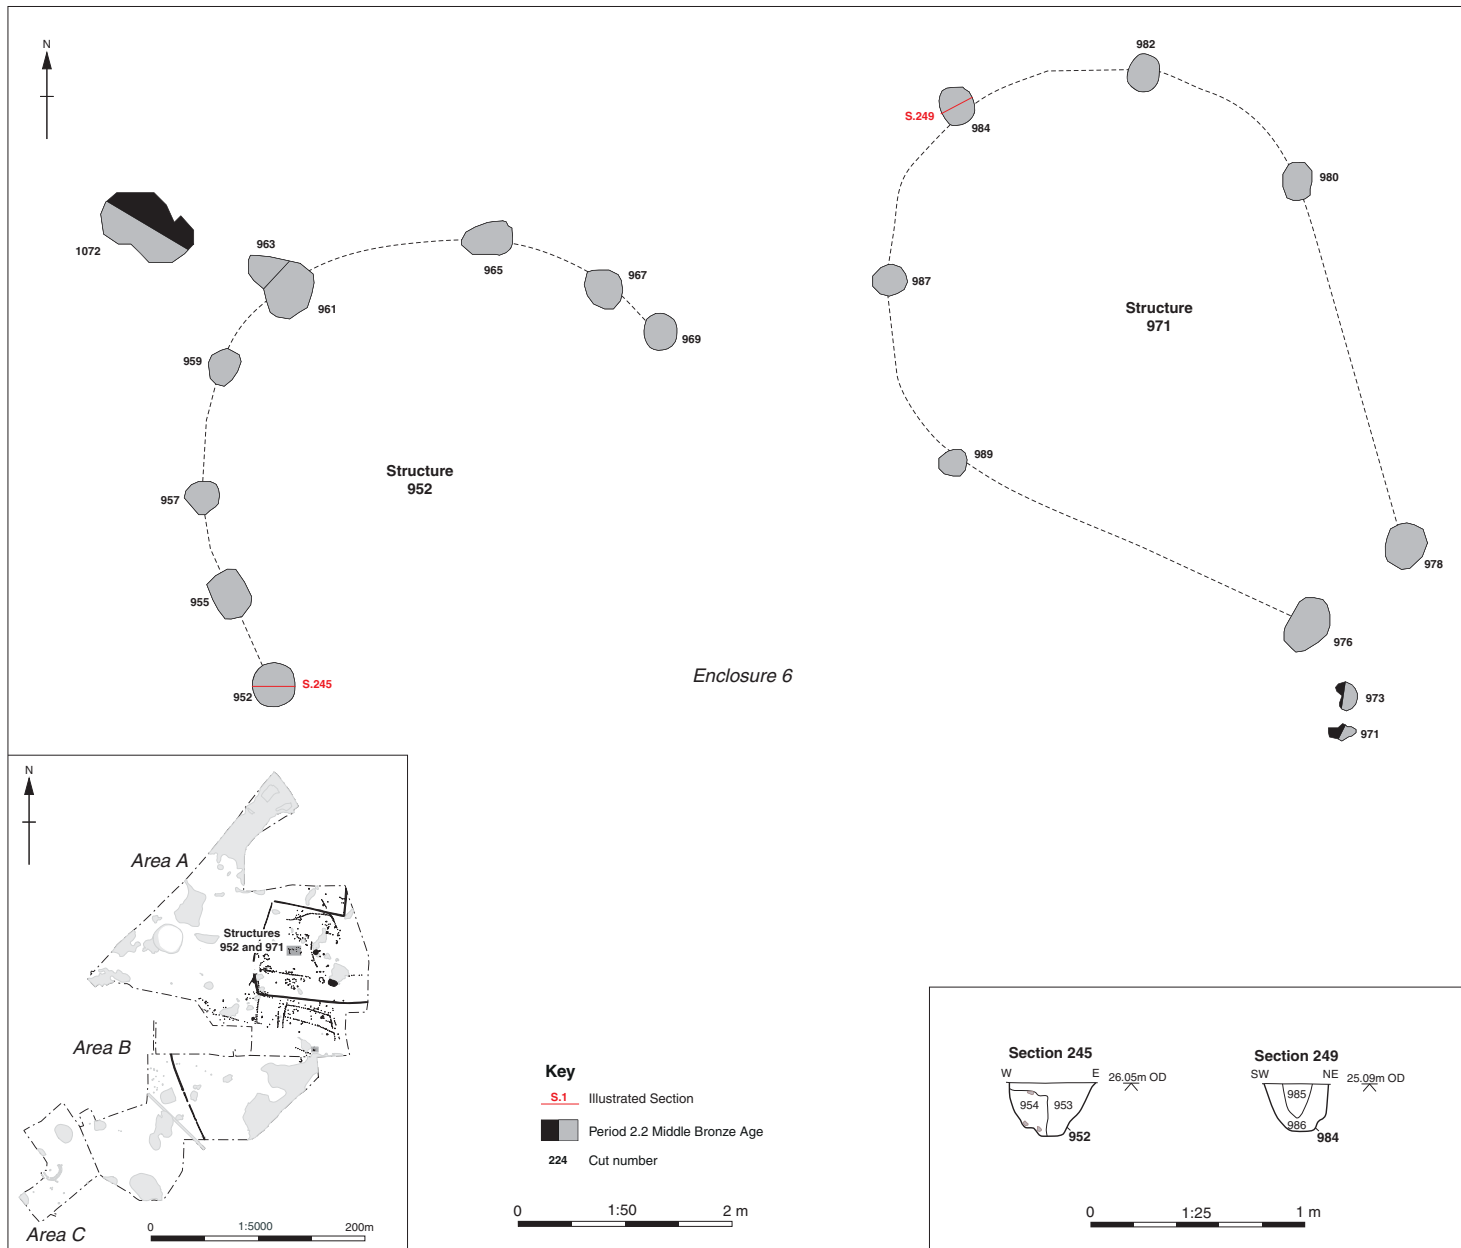 N
982
S.249
984
980
1072
963
965
967
961
987
969
Structure
971
959
989
Structure
952
957
978
955
976
Enclosure 6
952
S.245
973
971
N
Area A
Structures
952 and 971
Area B
Area C
0
1:5000
200m
Key
S.1
Illustrated Section
Period 2.2 Middle Bronze Age
224
Cut number
0
1:50
2 m
Section 245
W
E
26.05m OD
954
953
952
Section 249
SW
NE
25.09m OD
985
986
984
0
1:25
1 m